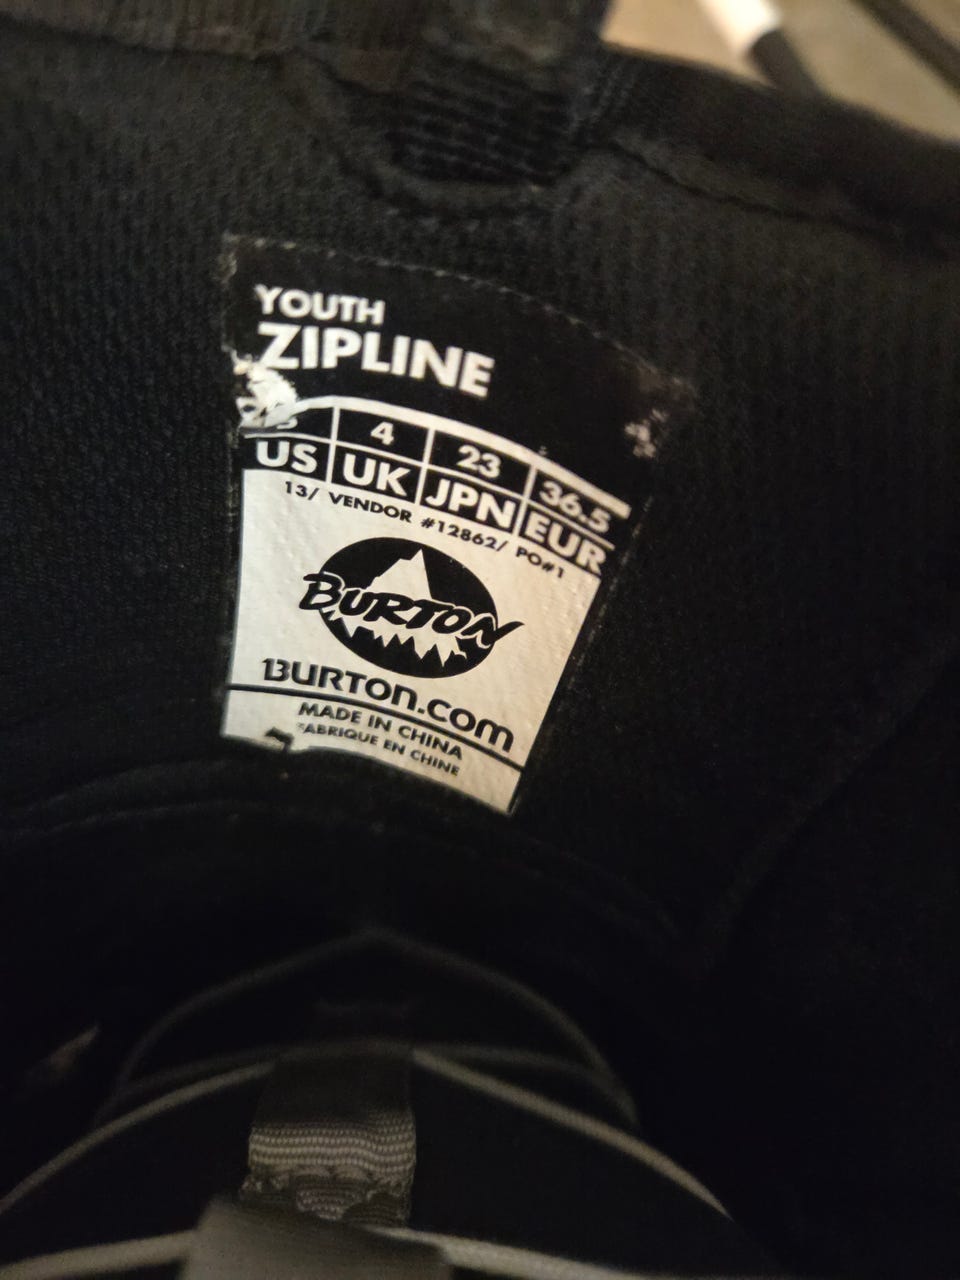 YOUTH
ZIPLINE
4 23 36.5
US UK JPN EUR
13/ VENDOR #12862/ PO#1
BURTON
BURTON.COM
MADE IN CHINA
FABRIQUE EN CHINE